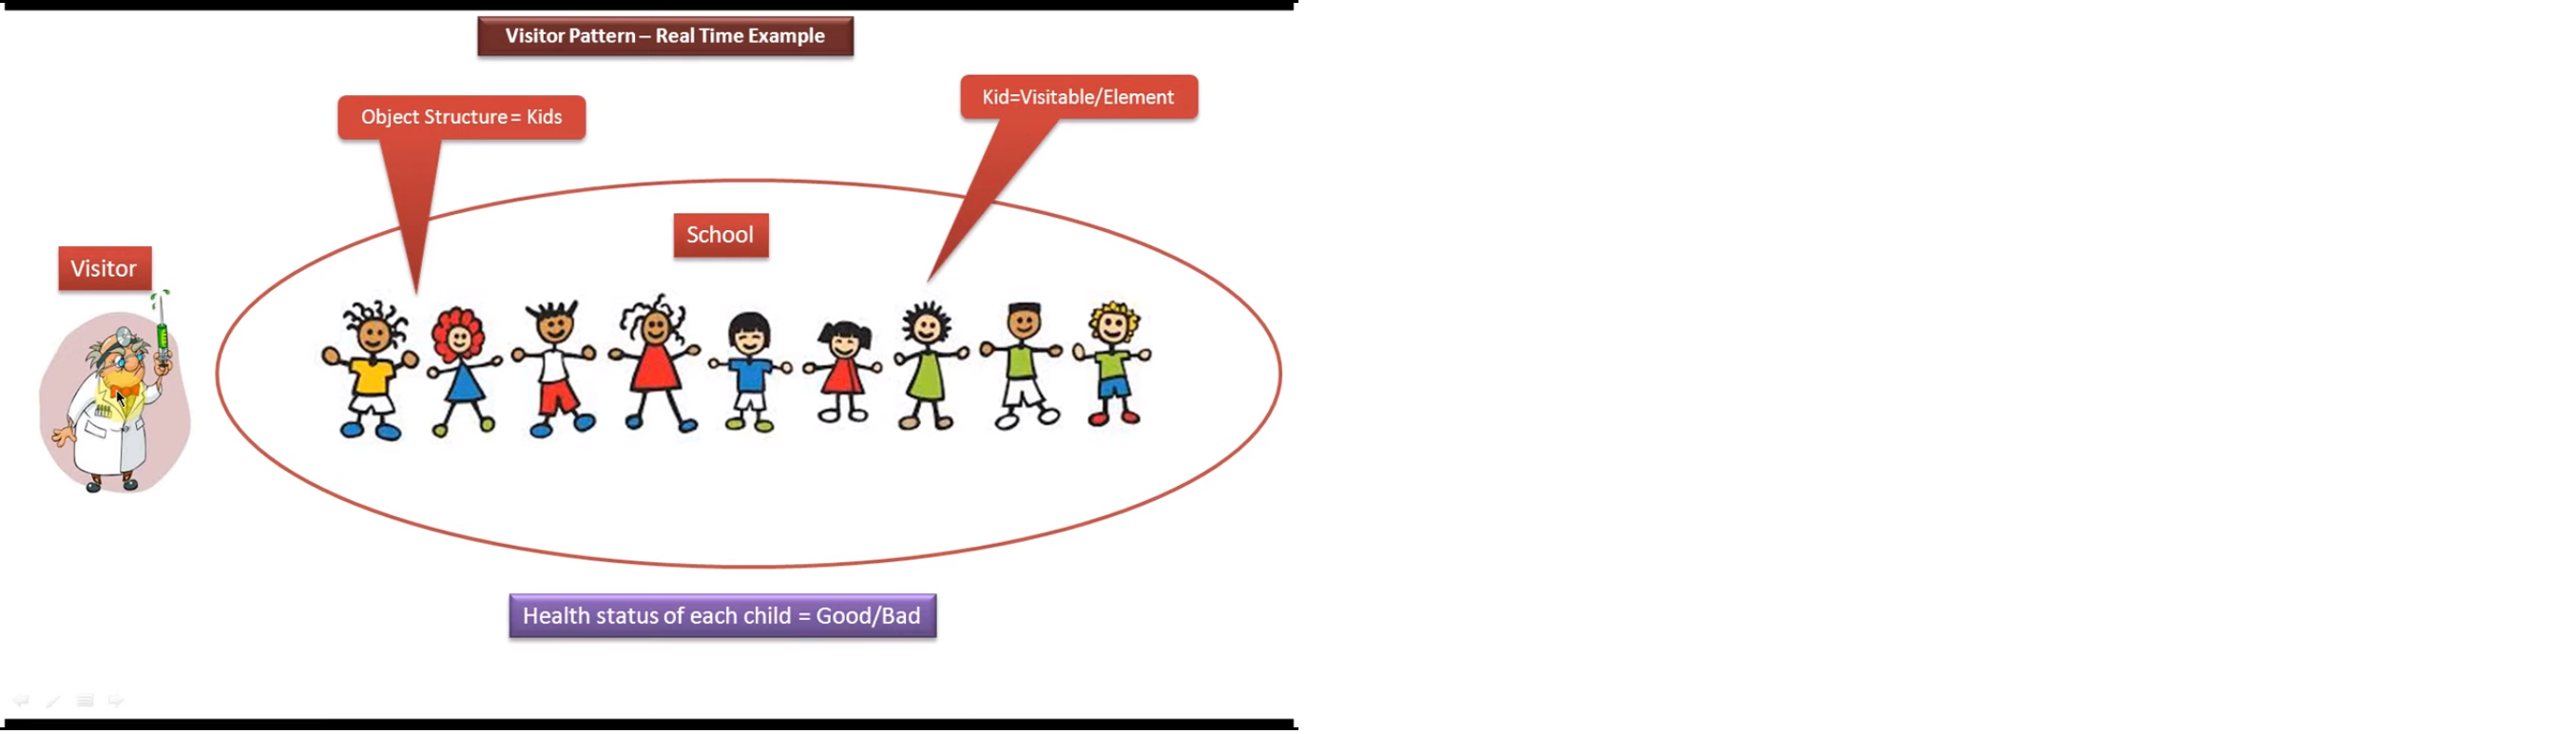 Visitor Pattern – Real Time Example
Kid=Visitable/Element
Object Structure= Kids
School
Visitor
Health status of each child = Good/Bad